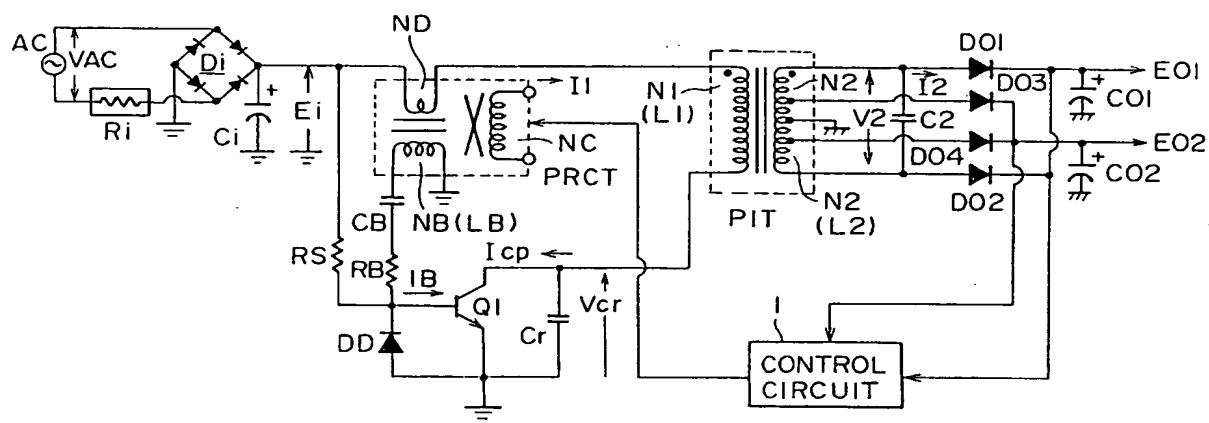 ND
AC
VAC
Di
Ri
Ci
Ei
I1
NC
PRCT
NB(LB)
CB
RS
RB
IB
Icp
Q1
Cr
Vcr
DD
N1
(L1)
N2
V2
I2
C2
N2
(L2)
PIT
DO1
DO3
DO4
DO2
CO1
CO2
EO1
EO2
+
+
+
1
CONTROL
CIRCUIT